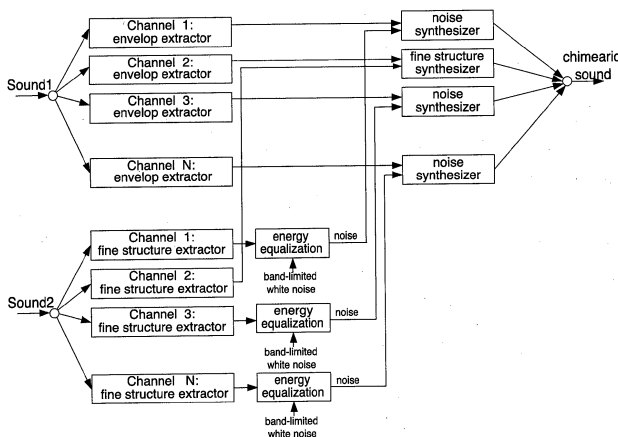 Channel 1:
envelop extractor
Channel 2:
envelop extractor
Channel 3:
envelop extractor
Channel N:
envelop extractor
Sound1
noise
synthesizer
fine structure
synthesizer
noise
synthesizer
noise
synthesizer
chimearic
sound
Channel 1:
fine structure extractor
Channel 2:
fine structure extractor
Channel 3:
fine structure extractor
Channel N:
fine structure extractor
Sound2
energy
equalization
noise
band-limited
white noise
energy
equalization
noise
band-limited
white noise
energy
equalization
noise
band-limited
white noise